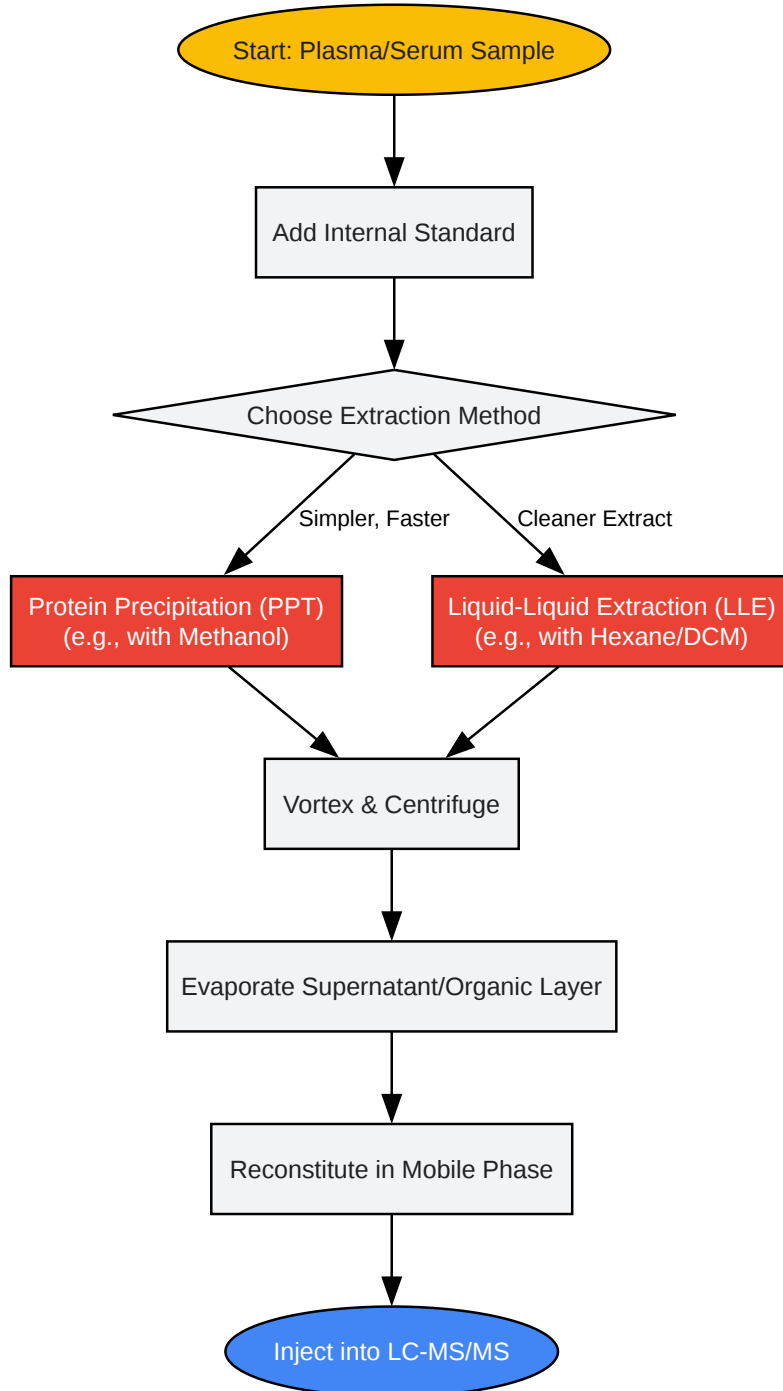 Start: Plasma/Serum Sample
Add Internal Standard
Choose Extraction Method
Simpler, Faster
Cleaner Extract
Protein Precipitation (PPT)
(e.g., with Methanol)
Liquid-Liquid Extraction (LLE)
(e.g., with Hexane/DCM)
Vortex & Centrifuge
Evaporate Supernatant/Organic Layer
Reconstitute in Mobile Phase
Inject into LC-MS/MS